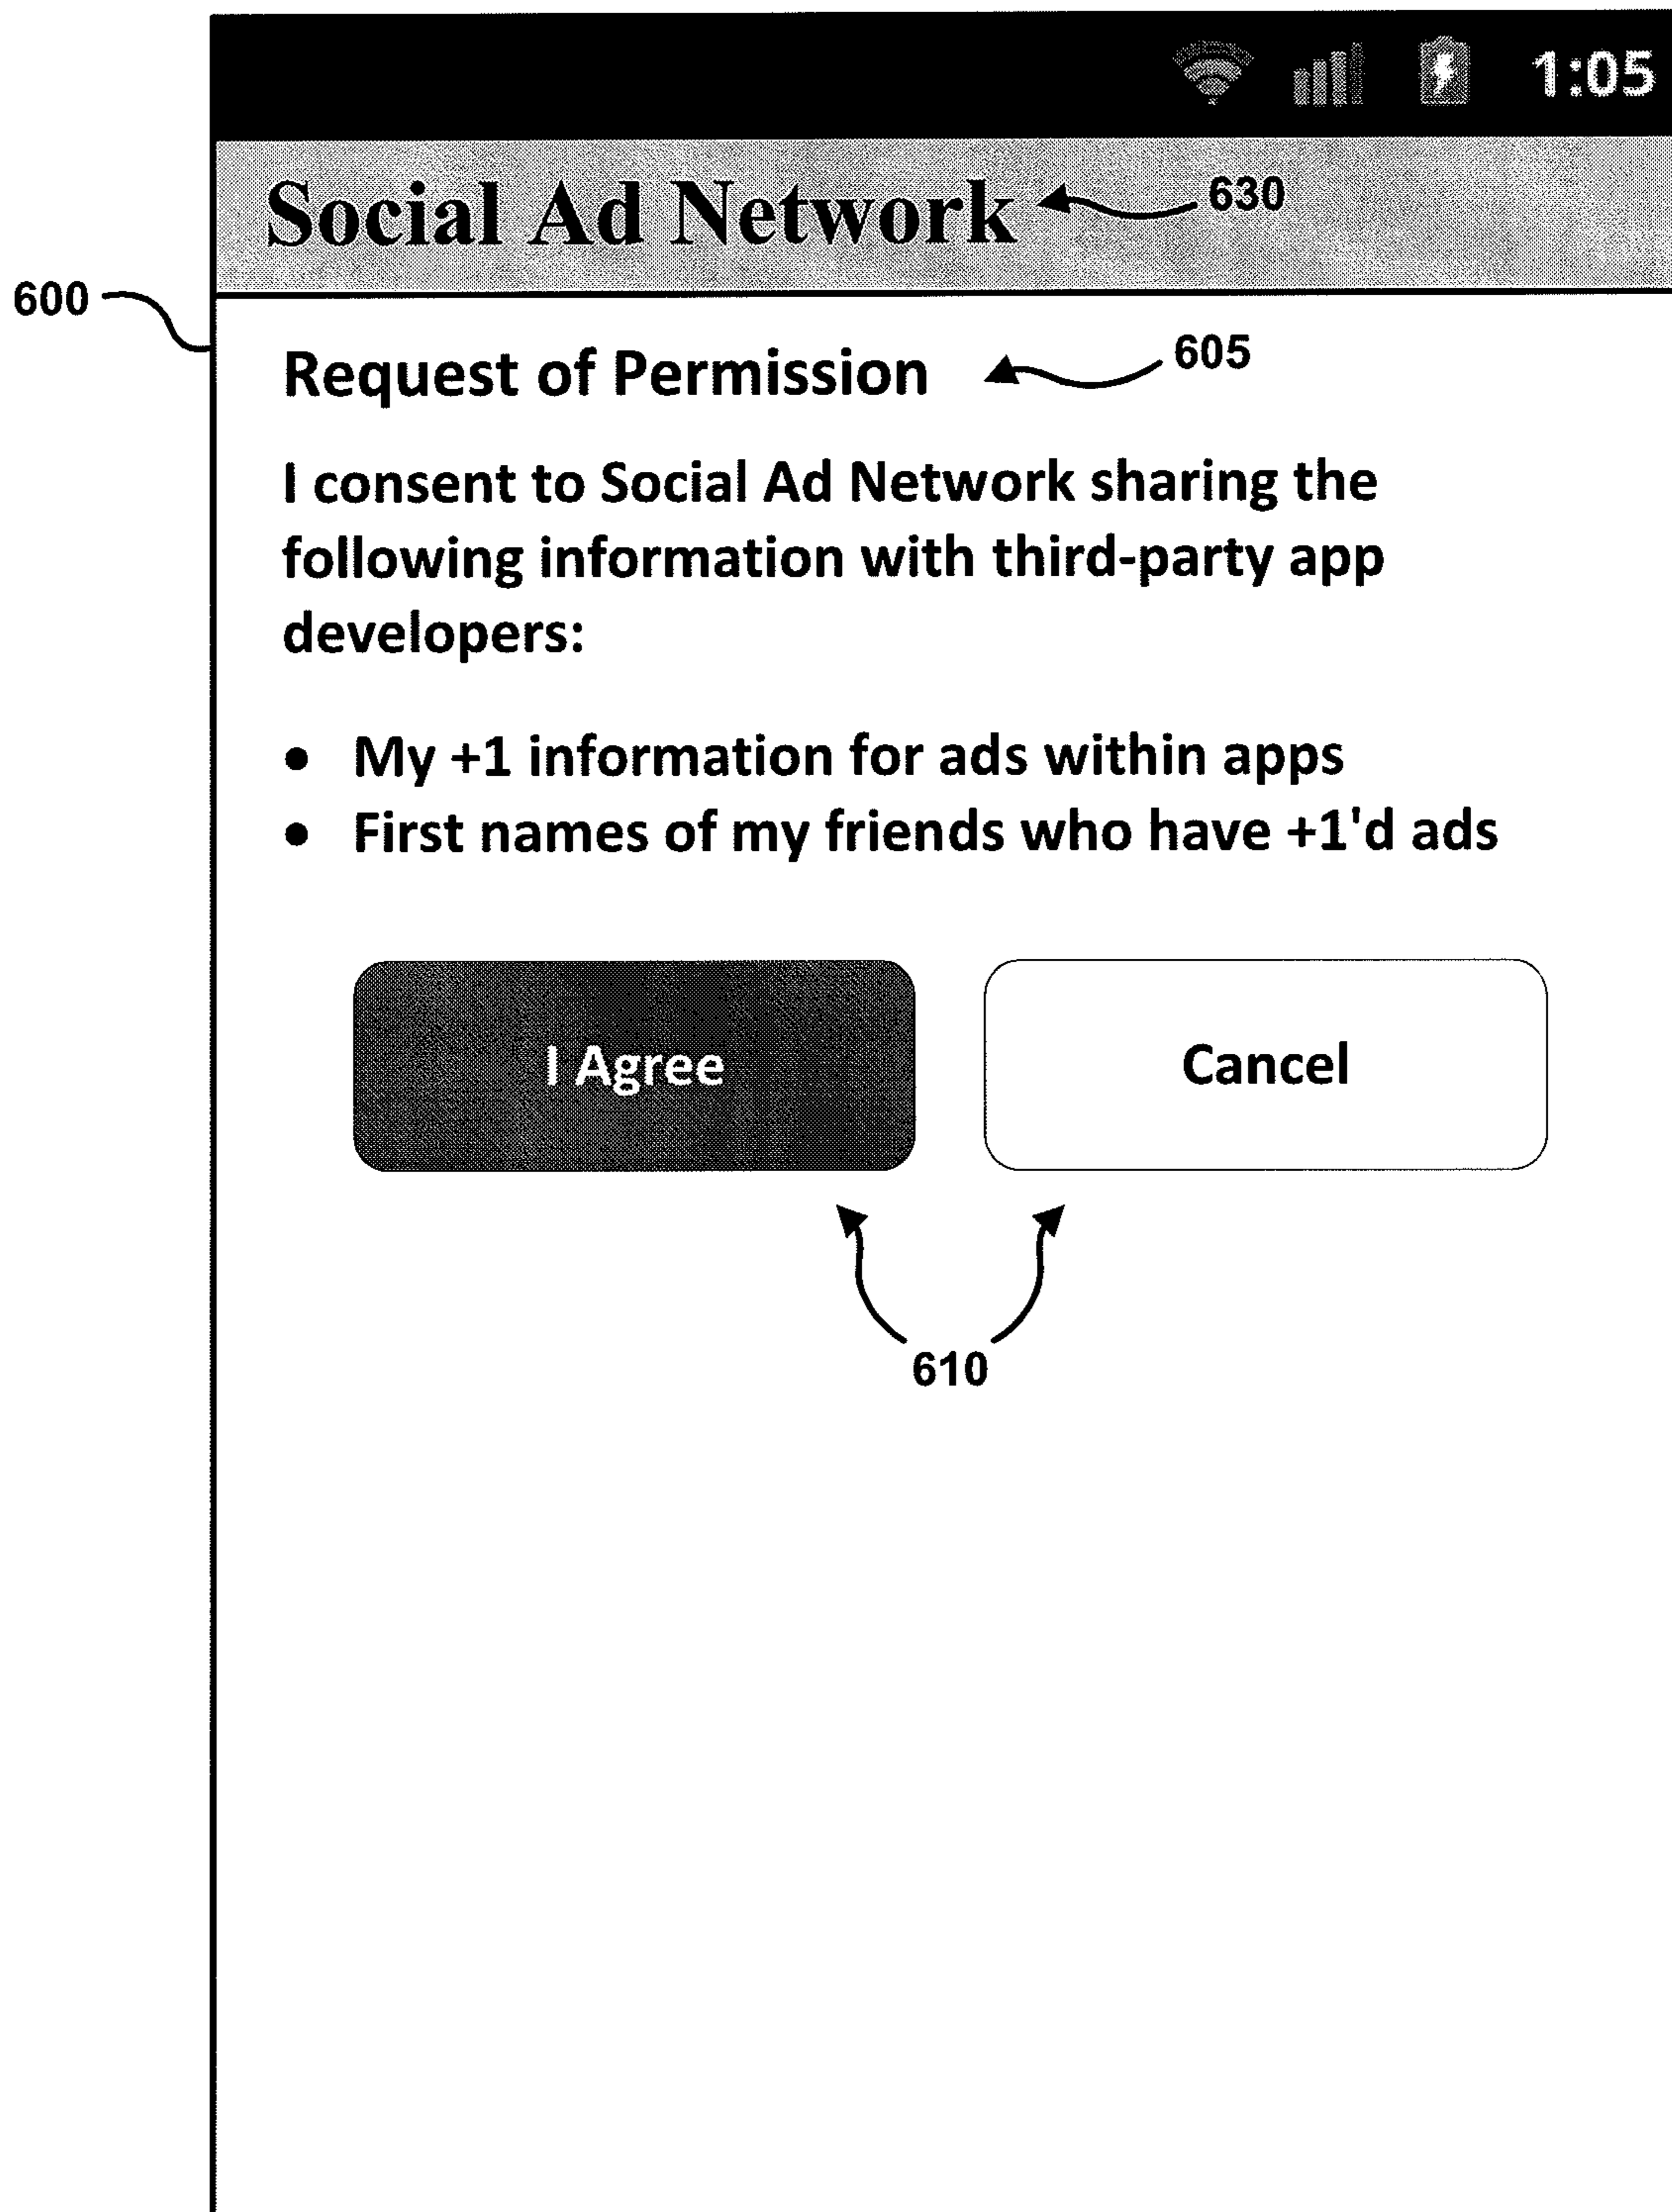 1:05
Social Ad Network
630
600
Request of Permission
605
I consent to Social Ad Network sharing the
following information with third-party app
developers:
• My +1 information for ads within apps
• First names of my friends who have +1'd ads
I Agree
Cancel
610